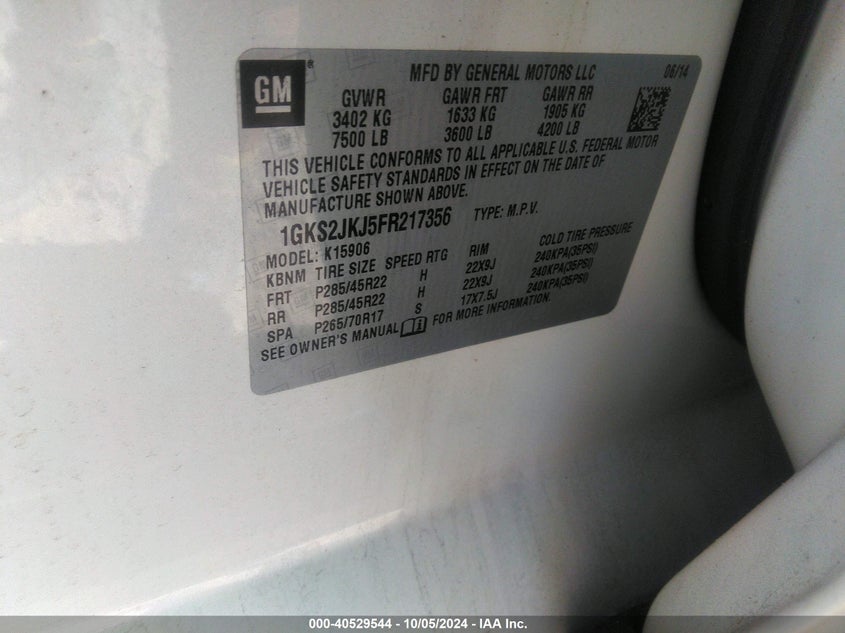 GM®
MFD BY GENERAL MOTORS LLC 06/14
GVWR GAWR FRT GAWR RR
3402 KG 1633 KG 1905 KG
7500 LB 3600 LB 4200 LB
THIS VEHICLE CONFORMS TO ALL APPLICABLE U.S. FEDERAL MOTOR
VEHICLE SAFETY STANDARDS IN EFFECT ON THE DATE OF
MANUFACTURE SHOWN ABOVE.
1GKS2JKJ5FR217356 TYPE: M.P.V.
MODEL: K15906
KBNM TIRE SIZE SPEED RTG RIM COLD TIRE PRESSURE
FRT P285/45R22 H 22X9J 240KPA(35PSI)
RR P285/45R22 H 22X9J 240KPA(35PSI)
SPA P265/70R17 S 17X7.5J 240KPA(35PSI)
SEE OWNER'S MANUAL FOR MORE INFORMATION.
000-40529544 - 10/05/2024 - IAA Inc.